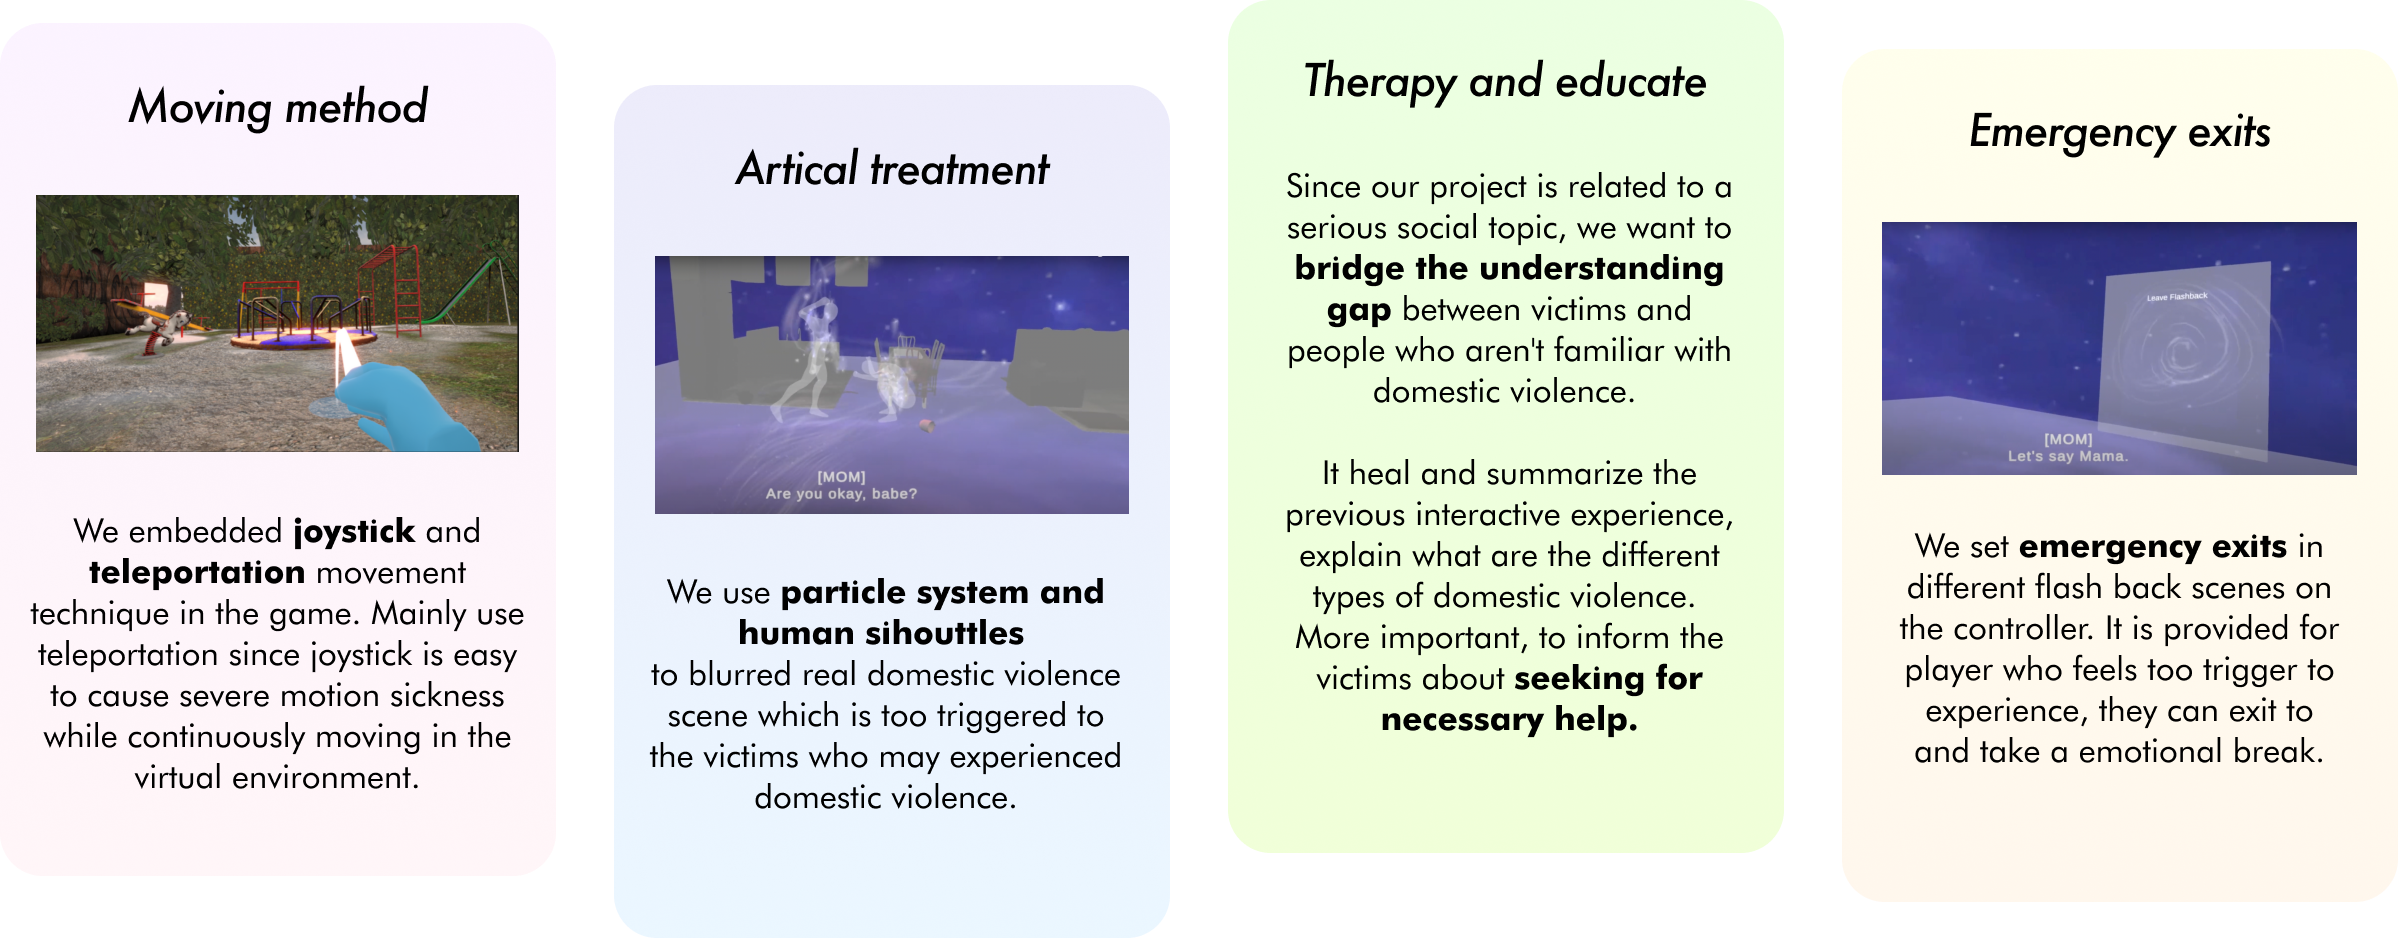 Moving method
We embedded joystick and
teleportation movement
technique in the game. Mainly use
teleportation since joystick is easy
to cause severe motion sickness
while continuously moving in the
virtual environment.
Artical treatment
[MOM]
Are you okay, babe?
We use particle system and
human sihouttles
to blurred real domestic violence
scene which is too triggered to
the victims who may experienced
domestic violence.
Therapy and educate
Since our project is related to a
serious social topic, we want to
bridge the understanding
gap between victims and
people who aren't familiar with
domestic violence.
It heal and summarize the
previous interactive experience,
explain what are the different
types of domestic violence.
More important, to inform the
victims about seeking for
necessary help.
Emergency exits
Leave Flashback
[MOM]
Let's say Mama.
We set emergency exits in
different flash back scenes on
the controller. It is provided for
player who feels too trigger to
experience, they can exit to
and take a emotional break.